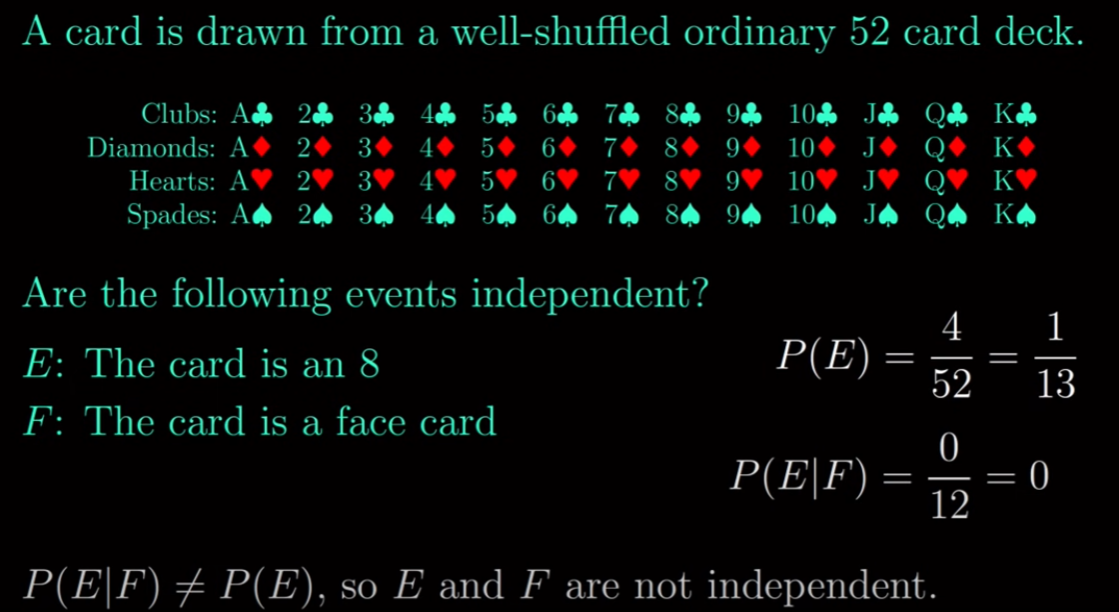 A card is drawn from a well-shuffled ordinary 52 card deck.
Clubs: A♣ 2♣ 3♣ 4♣ 5♣ 6♣ 7♣ 8♣ 9♣ 10♣ J♣ Q♣ K♣
Diamonds: A♦ 2♦ 3♦ 4♦ 5♦ 6♦ 7♦ 8♦ 9♦ 10♦ J♦ Q♦ K♦
Hearts: A♥ 2♥ 3♥ 4♥ 5♥ 6♥ 7♥ 8♥ 9♥ 10♥ J♥ Q♥ K♥
Spades: A♠ 2♠ 3♠ 4♠ 5♠ 6♠ 7♠ 8♠ 9♠ 10♠ J♠ Q♠ K♠
Are the following events independent?
E: The card is an 8
F: The card is a face card
P(E) = 4/52 = 1/13
P(E|F) = 0/12 = 0
P(E|F) ≠ P(E), so E and F are not independent.